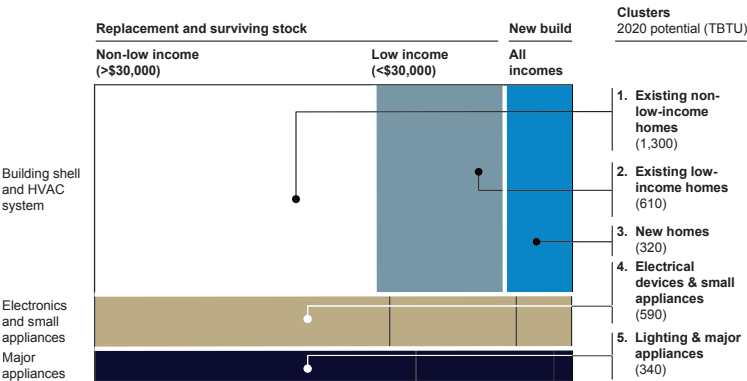 Clusters
2020 potential (TBTU)
Replacement and surviving stock
New build
Non-low income
(>$30,000)
Low income
(<$30,000)
All
incomes
Building shell
and HVAC
system
Electronics
and small
appliances
Major
appliances
1. Existing non-
low-income
homes
(1,300)
2. Existing low-
income homes
(610)
3. New homes
(320)
4. Electrical
devices & small
appliances
(590)
5. Lighting & major
appliances
(340)